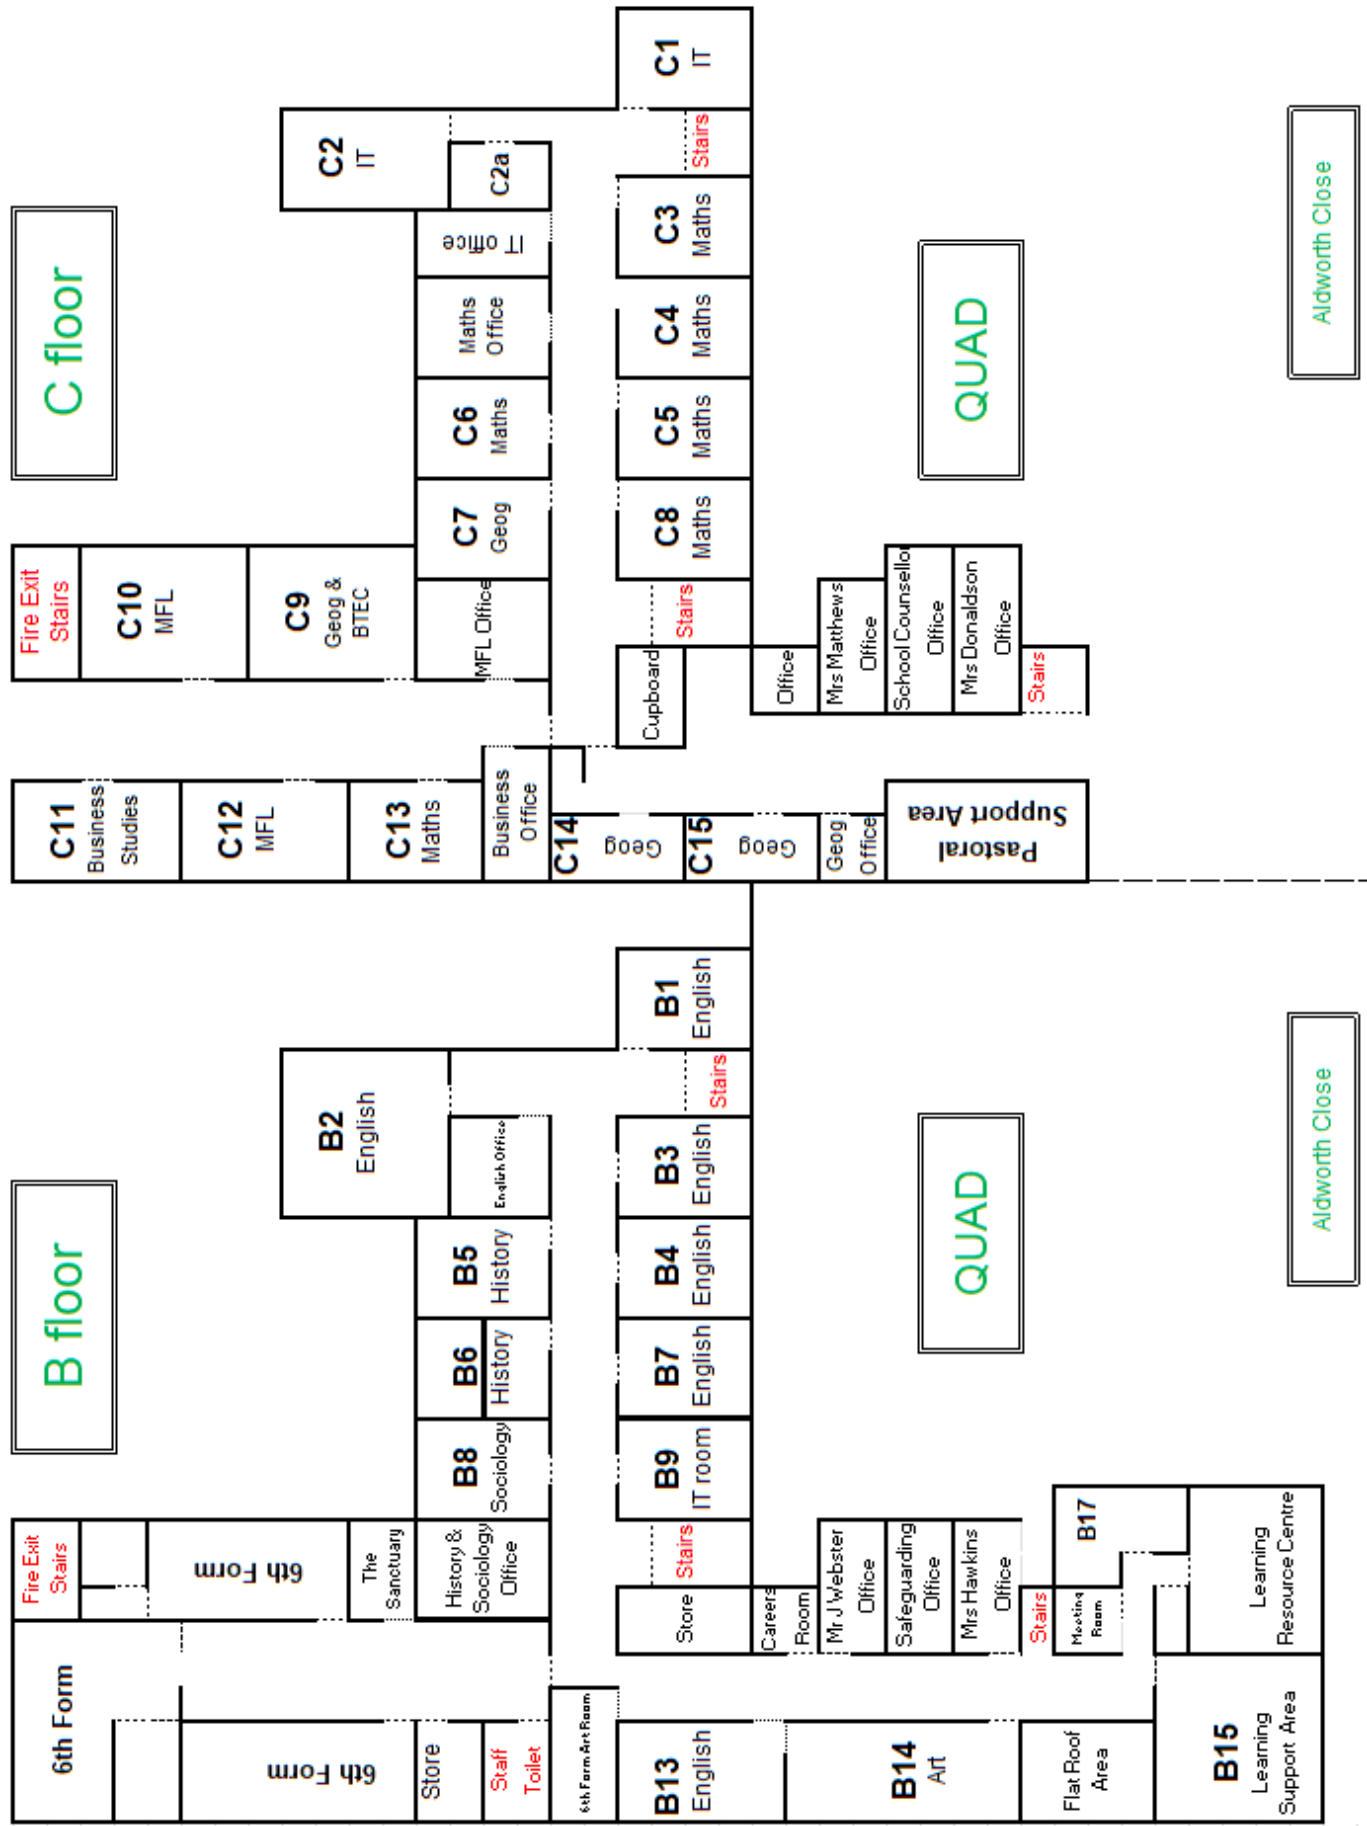 B floor
Fire Exit
Stairs
6th Form
6th Form
6th Form
The
Sanctuary
Store
Staff
Toilet
History &
Sociology
Office
B8
Sociology
B6
History
B5
History
B2
English
English Office
6th Form Art Room
Store
Stairs
B9
IT room
B7
English
B4
English
B3
English
Stairs
B1
English
B13
English
Careers
Room
Mr J Webster
Office
Safeguarding
Office
Mrs Hawkins
Office
B14
Art
QUAD
Stairs
Flat Roof
Area
Meeting
Room
B17
B15
Learning
Support Area
Learning
Resource Centre
Aldworth Close
C floor
Fire Exit
Stairs
C11
Business
Studies
C10
MFL
C12
MFL
C9
Geog &
BTEC
C13
Maths
Business
Office
MFL Office
C7
Geog
C6
Maths
Maths
Office
IT office
C2
IT
C2a
C14
Geog
C15
Geog
Cupboard
Stairs
C8
Maths
C5
Maths
C4
Maths
C3
Maths
Stairs
C1
IT
Geog
Office
Office
Mrs Matthews
Office
School Counsellor
Office
Mrs Donaldson
Office
Pastoral
Support Area
Stairs
QUAD
Aldworth Close